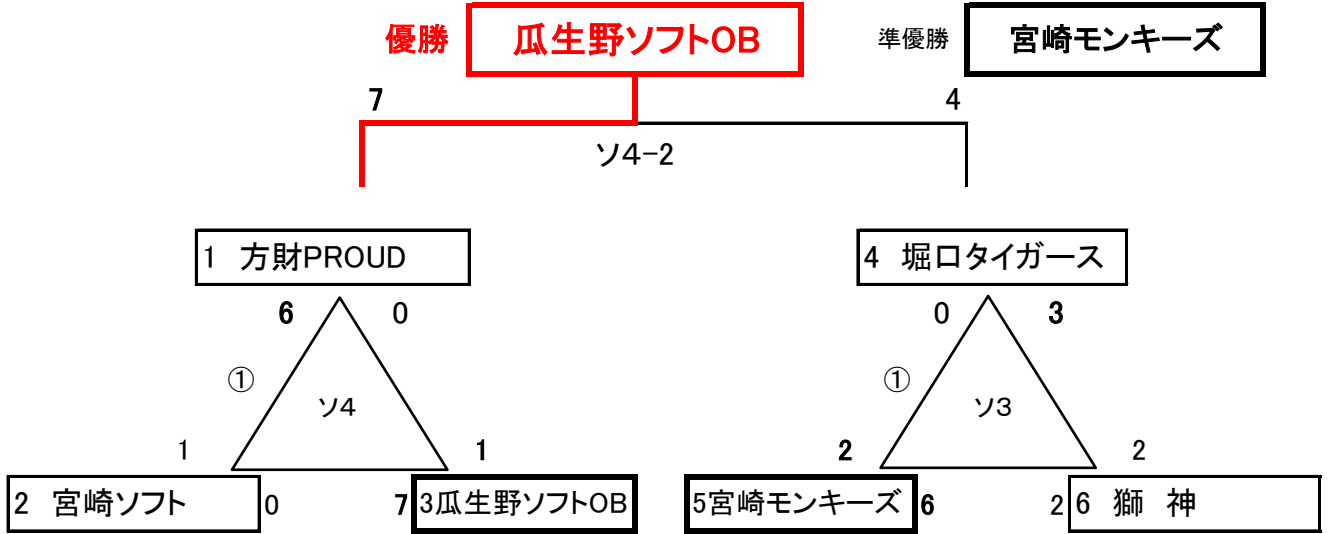 優勝 瓜生野ソフトOB 準優勝 宮崎モンキーズ
7 4
ソ4-2
1 方財PROUD 4 堀口タイガース
6 0 0 3
① ①
ソ4 ソ3
1 1 2 2
2 宮崎ソフト 0 7 3瓜生野ソフトOB 5宮崎モンキーズ 6 2 6 獅 神